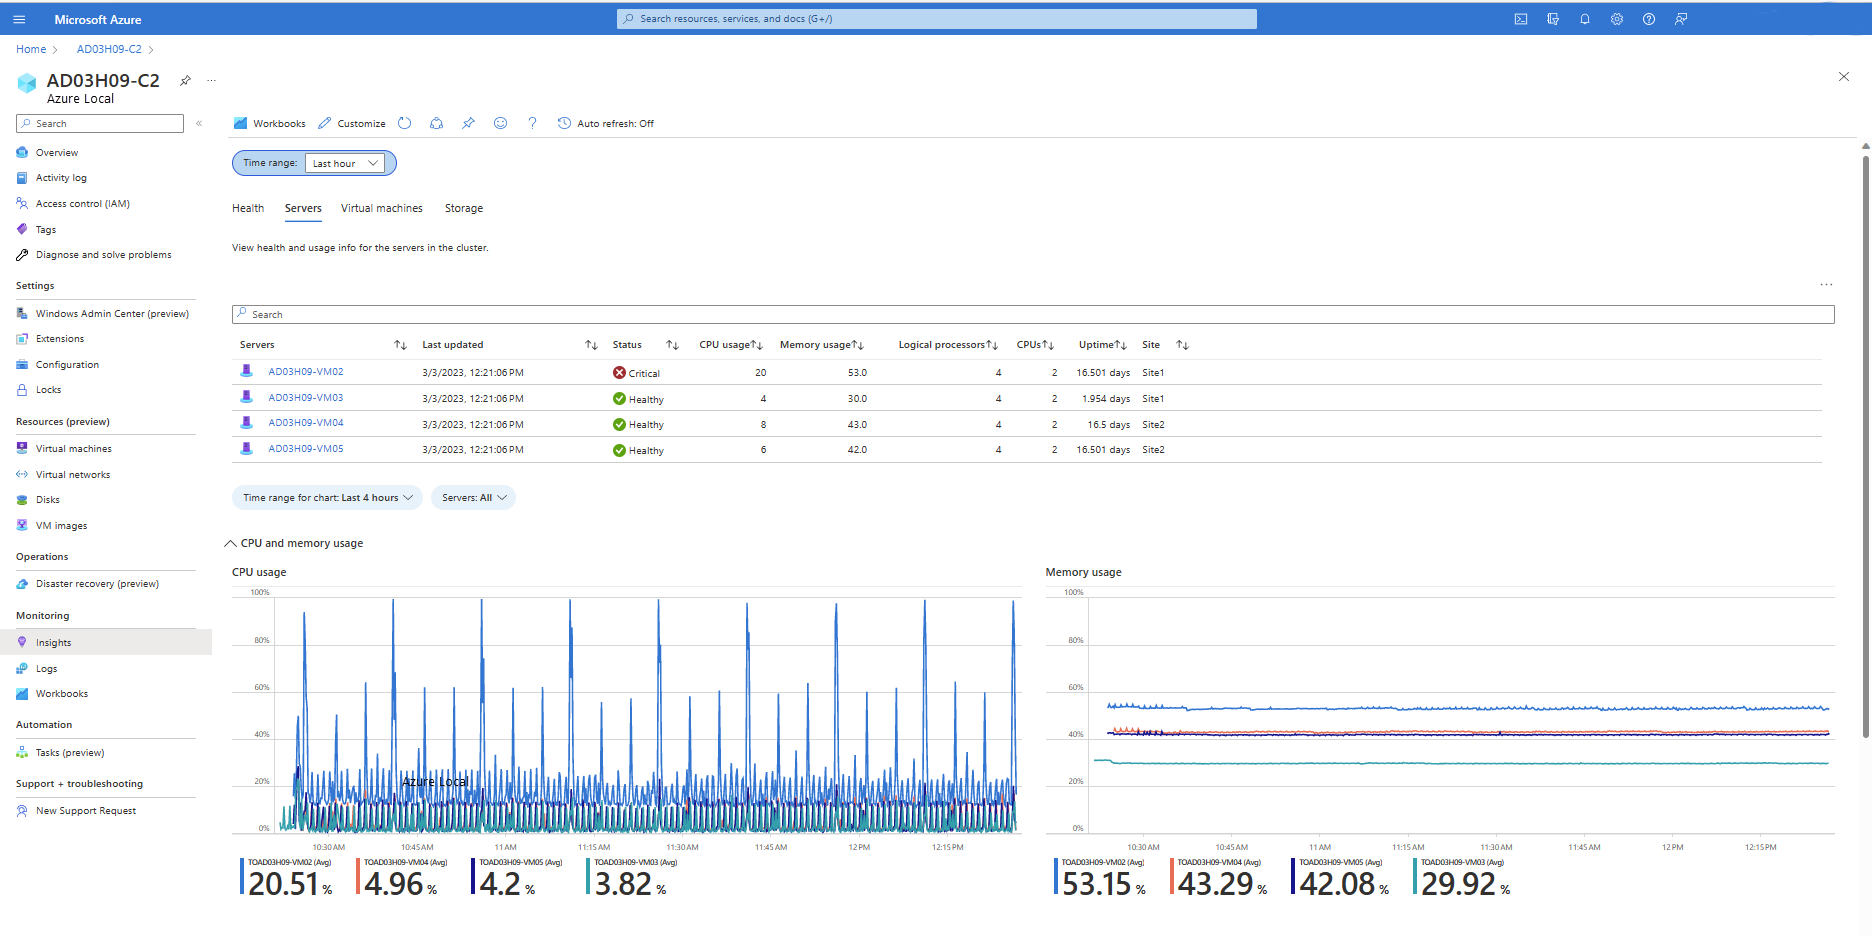 Microsoft Azure
Search resources, services, and docs (G+/)
Home > AD03H09-C2 >
AD03H09-C2
...
Azure Local
Search
«
Overview
Activity log
Access control (IAM)
Tags
Diagnose and solve problems
Settings
Windows Admin Center (preview)
Extensions
Configuration
Locks
Resources (preview)
Virtual machines
Virtual networks
Disks
VM images
Operations
Disaster recovery (preview)
Monitoring
Insights
Logs
Workbooks
Automation
Tasks (preview)
Support + troubleshooting
New Support Request
Workbooks Customize ? Auto refresh: Off
Time range: Last hour
Health Servers Virtual machines Storage
View health and usage info for the servers in the cluster.
...
Search
Servers Last updated Status CPU usage Memory usage Logical processors CPUs Uptime Site
AD03H09-VM02 3/3/2023, 12:21:06 PM Critical 20 53.0 4 2 16.501 days Site1
AD03H09-VM03 3/3/2023, 12:21:06 PM Healthy 4 30.0 4 2 1.954 days Site1
AD03H09-VM04 3/3/2023, 12:21:06 PM Healthy 8 43.0 4 2 16.5 days Site2
AD03H09-VM05 3/3/2023, 12:21:06 PM Healthy 6 42.0 4 2 16.501 days Site2
Time range for chart: Last 4 hours Servers: All
CPU and memory usage
CPU usage
100%
80%
60%
40%
20%
0%
Azure Local
10:30 AM 10:45 AM 11 AM 11:15 AM 11:30 AM 11:45 AM 12 PM 12:15 PM
TOAD03H09-VM02 (Avg) TOAD03H09-VM04 (Avg) TOAD03H09-VM05 (Avg) TOAD03H09-VM03 (Avg)
20.51 % 4.96 % 4.2 % 3.82 %
Memory usage
100%
80%
60%
40%
20%
0%
10:30 AM 10:45 AM 11 AM 11:15 AM 11:30 AM 11:45 AM 12 PM 12:15 PM
TOAD03H09-VM02 (Avg) TOAD03H09-VM04 (Avg) TOAD03H09-VM05 (Avg) TOAD03H09-VM03 (Avg)
53.15 % 43.29 % 42.08 % 29.92 %